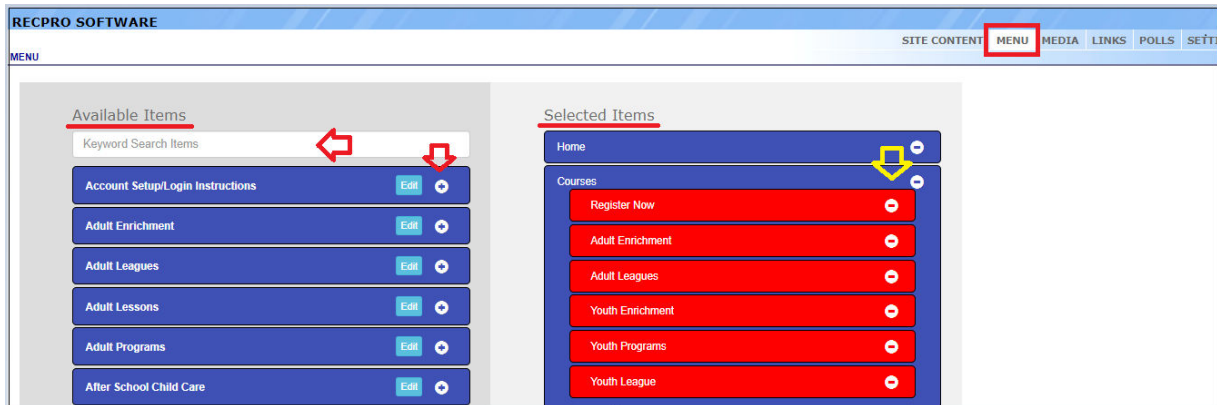 RECPRO SOFTWARE
SITE CONTENT MENU MEDIA LINKS POLLS
MENU
Available Items
Keyword Search Items
Account Setup/Login Instructions Edit
Adult Enrichment Edit
Adult Leagues Edit
Adult Lessons Edit
Adult Programs Edit
After School Child Care Edit
Selected Items
Home
Courses
Register Now
Adult Enrichment
Adult Leagues
Youth Enrichment
Youth Programs
Youth League